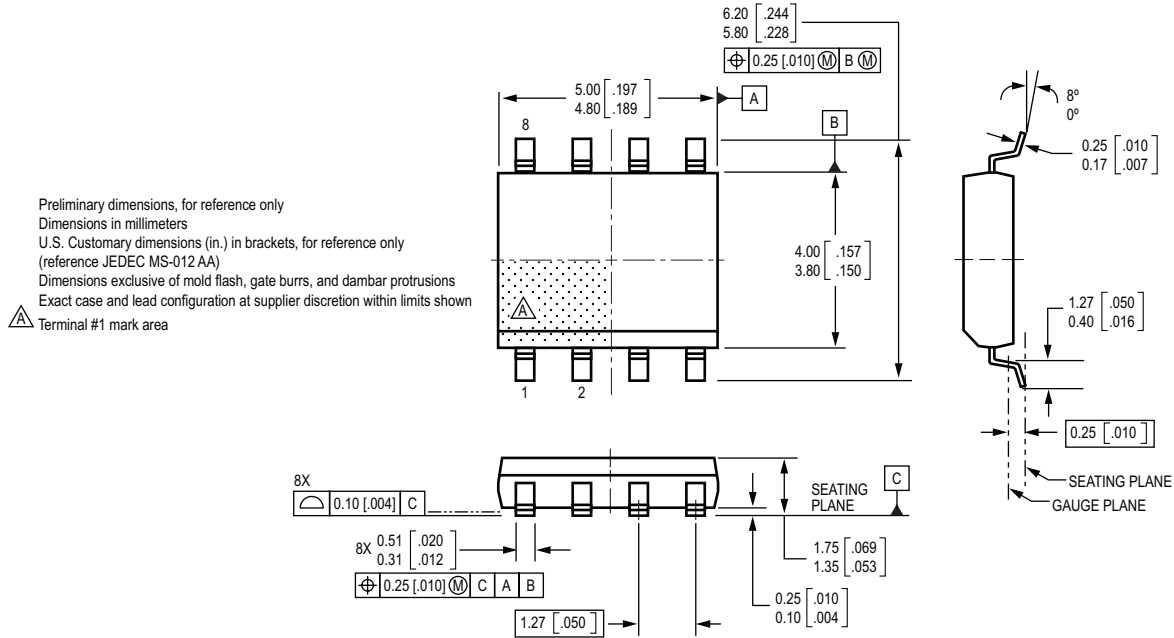 Preliminary dimensions, for reference only
Dimensions in millimeters
U.S. Customary dimensions (in.) in brackets, for reference only
(reference JEDEC MS-012 AA)
Dimensions exclusive of mold flash, gate burrs, and dambar protrusions
Exact case and lead configuration at supplier discretion within limits shown
A Terminal #1 mark area
6.20 [.244
5.80 .228]
⌖ 0.25 [.010] Ⓜ B Ⓜ
5.00 [.197
4.80 .189]
A
8
B
A
4.00 [.157
3.80 .150]
1
2
8º
0º
0.25 [.010
0.17 .007]
1.27 [.050
0.40 .016]
0.25 [.010]
SEATING PLANE
GAUGE PLANE
8X
⌓ 0.10 [.004] C
8X 0.51 [.020
0.31 .012]
⌖ 0.25 [.010] Ⓜ C A B
1.27 [.050]
SEATING
PLANE
C
1.75 [.069
1.35 .053]
0.25 [.010
0.10 .004]